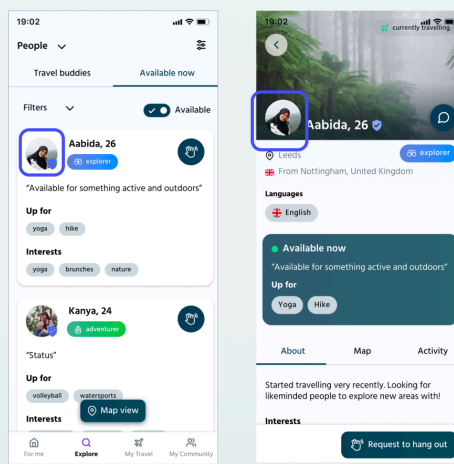 19:02
People
Travel buddies
Available now
Filters
Available
Aabida, 26
explorer
“Available for something active and outdoors”
Up for
yoga
hike
Interests
yoga
brunches
nature
Kanya, 24
adventurer
“Status”
Up for
volleyball
watersports
Map view
Interests
For me
Explore
My Travel
My Community
19:02
currently travelling
Aabida, 26
Leeds
explorer
From Nottingham, United Kingdom
Languages
English
Available now
“Available for something active and outdoors”
Up for
Yoga
Hike
About
Map
Activity
Started travelling very recently. Looking for
likeminded people to explore new areas with!
Interests
Request to hang out